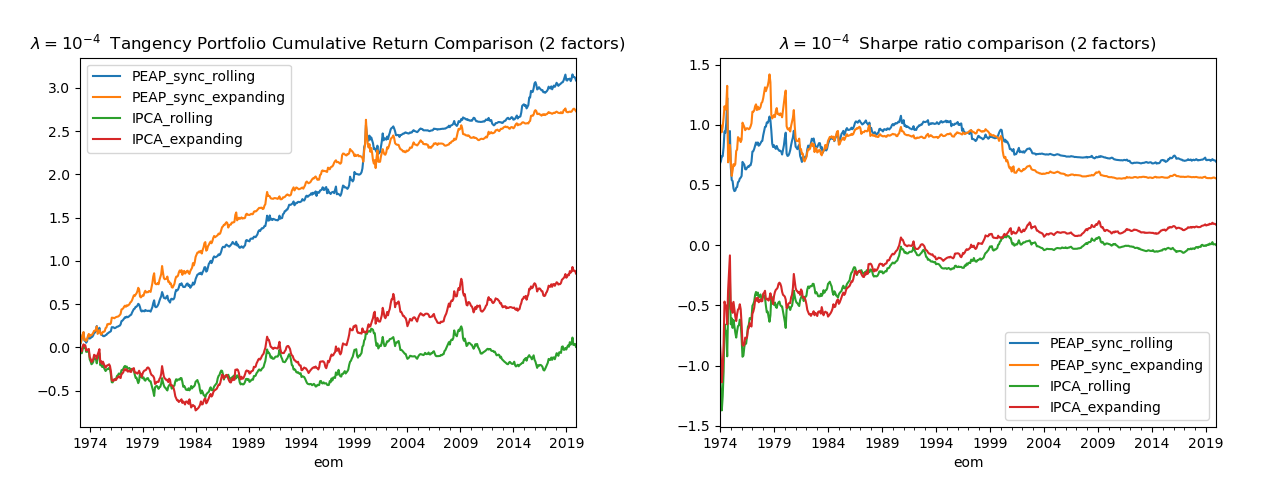 λ = 10⁻⁴ Tangency Portfolio Cumulative Return Comparison (2 factors)
PEAP_sync_rolling
PEAP_sync_expanding
IPCA_rolling
IPCA_expanding
3.0
2.5
2.0
1.5
1.0
0.5
0.0
−0.5
1974 1979 1984 1989 1994 1999 2004 2009 2014 2019
eom
λ = 10⁻⁴ Sharpe ratio comparison (2 factors)
1.5
1.0
0.5
0.0
−0.5
−1.0
−1.5
PEAP_sync_rolling
PEAP_sync_expanding
IPCA_rolling
IPCA_expanding
1974 1979 1984 1989 1994 1999 2004 2009 2014 2019
eom